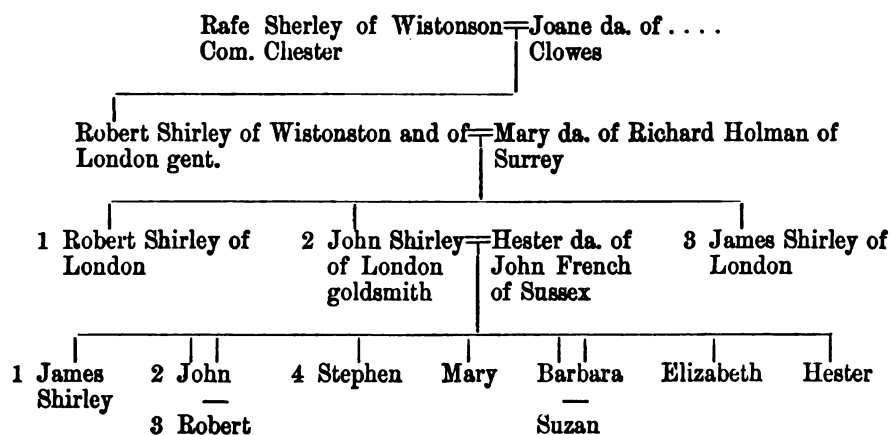 Rafe Sherley of Wistonson=Joane da. of ....
Com. Chester Clowes
Robert Shirley of Wistonston and of=Mary da. of Richard Holman of
London gent. Surrey
1 Robert Shirley of 2 John Shirley=Hester da. of 3 James Shirley of
London of London John French London
goldsmith of Sussex
1 James 2 John 4 Stephen Mary Barbara Elizabeth Hester
Shirley — —
3 Robert Suzan